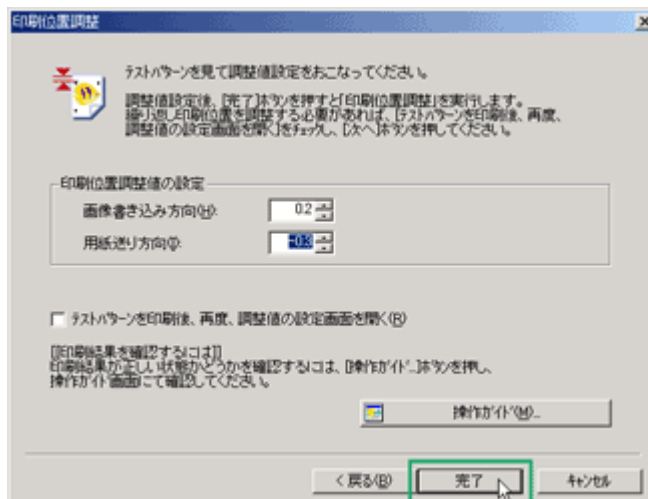 印刷位置調整
テストパターンを見て調整値設定をおこなってください。
調整値設定後、[完了]ボタンを押すと「印刷位置調整」を実行します。
繰り返し印刷位置を調整する必要があれば、[テストパターンを印刷後、再度、
調整値の設定画面を開く]をチェックし、[次へ]ボタンを押してください。
印刷位置調整値の設定
画像書き込み方向(H): 0.2
用紙送り方向(I): -0.3
テストパターンを印刷後、再度、調整値の設定画面を開く(R)
[[印刷結果を確認するには]]
印刷結果が正しい状態かどうかを確認するには、[操作ガイド...]ボタンを押し、
操作ガイド画面にて確認してください。
操作ガイド(M)...
< 戻る(B) 完了 キャンセル